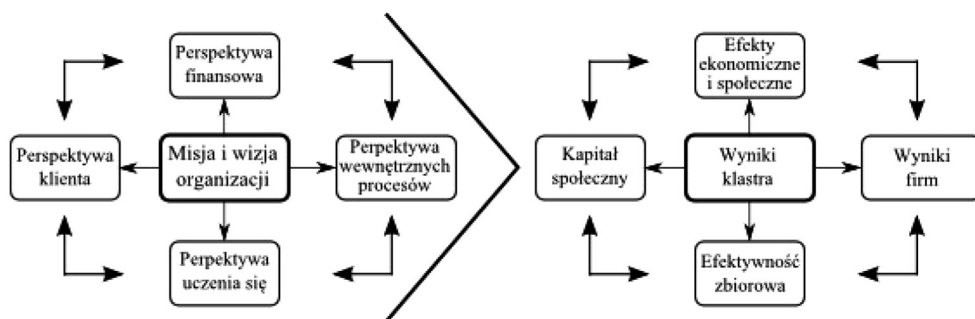 Perspektywa
finansowa
Perspektywa
klienta
Misja i wizja
organizacji
Perpektywa
wewnętrznych
procesów
Perpektywa
uczenia się
Efekty
ekonomiczne
i społeczne
Kapitał
społeczny
Wyniki
klastra
Wyniki
firm
Efektywność
zbiorowa